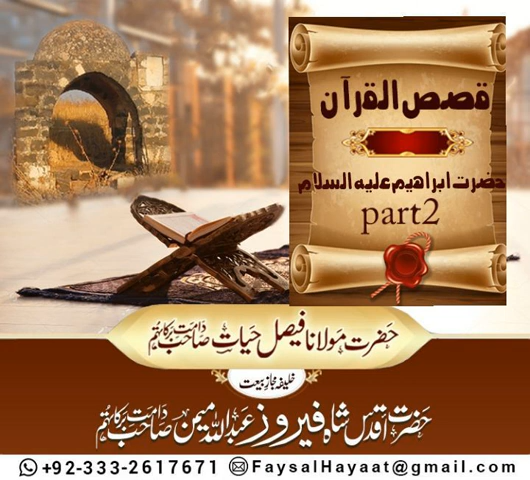 قصص القرآن
حضرت ابراهیم علیه السلام
part2
حضرت مولانا فیصل حیات صاحب دامت برکاتہم
خلیفہ مجازِ بیعت
حضرت اقدس شاہ فیروز عبداللہ میمن صاحب دامت برکاتہم
+92-333-2617671 FaysalHayaat@gmail.com